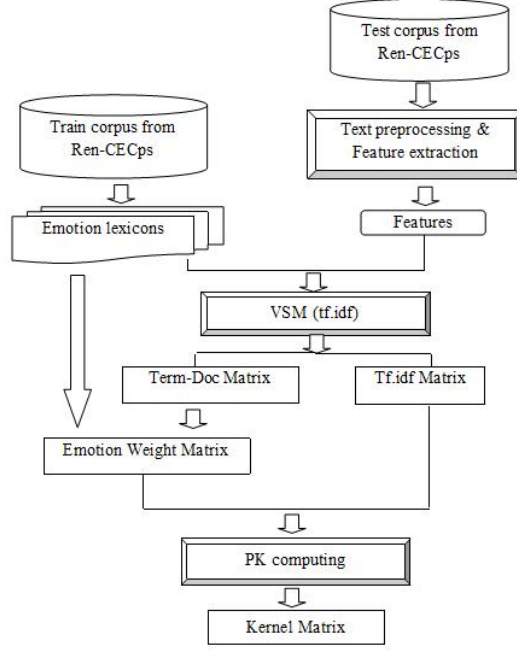 Test corpus from
Ren-CECps
Train corpus from
Ren-CECps
Text preprocessing &
Feature extraction
Emotion lexicons
Features
VSM (tf.idf)
Term-Doc Matrix
Tf.idf Matrix
Emotion Weight Matrix
PK computing
Kernel Matrix